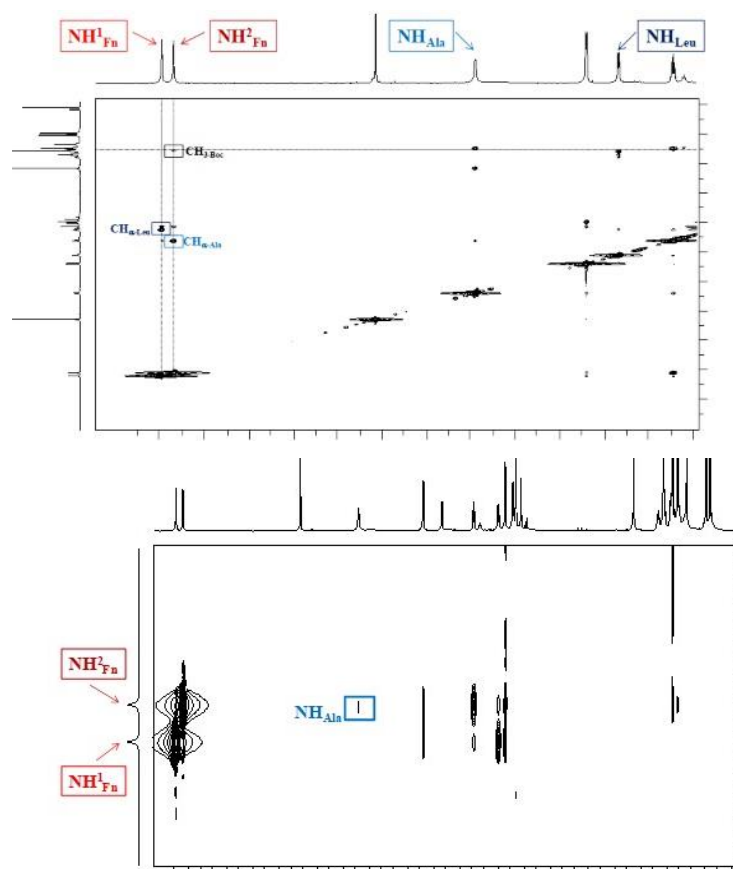 NH¹Fn
NH²Fn
NHAla
NHLeu
CH3 Boc
CHα-Leu
CHα-Ala
NH²Fn
NHAla
NH¹Fn